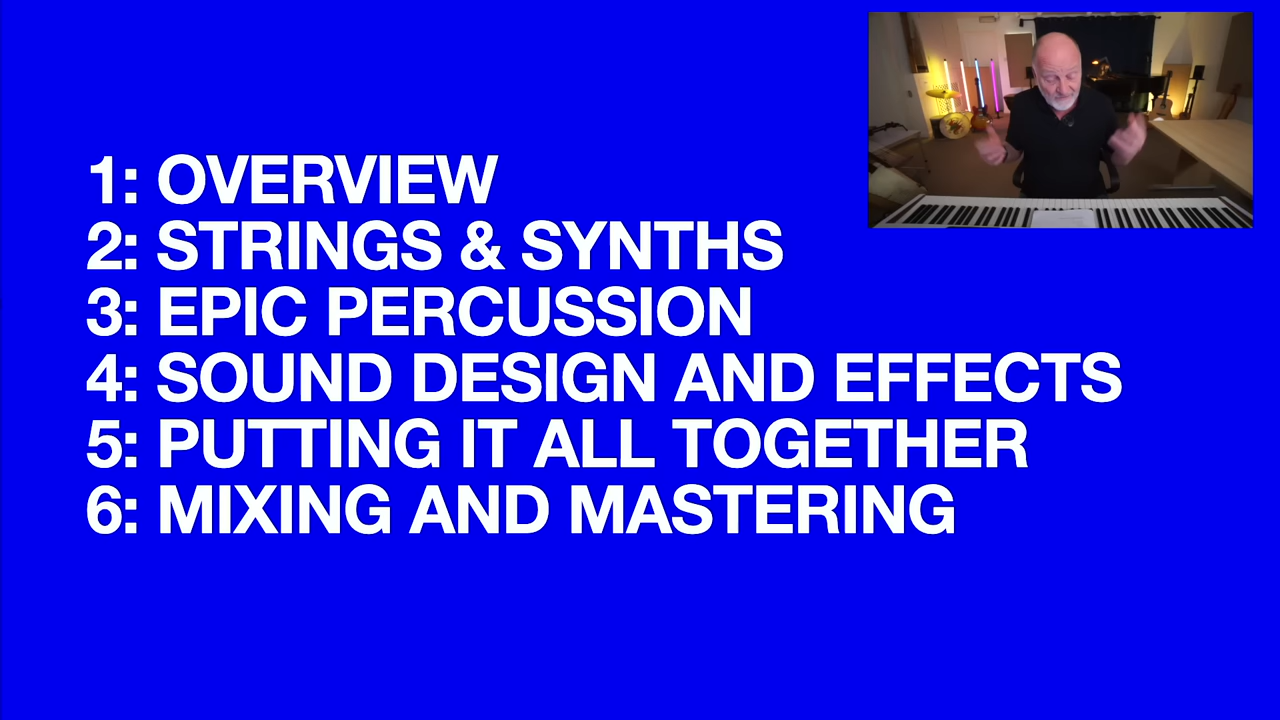 1: OVERVIEW
2: STRINGS & SYNTHS
3: EPIC PERCUSSION
4: SOUND DESIGN AND EFFECTS
5: PUTTING IT ALL TOGETHER
6: MIXING AND MASTERING